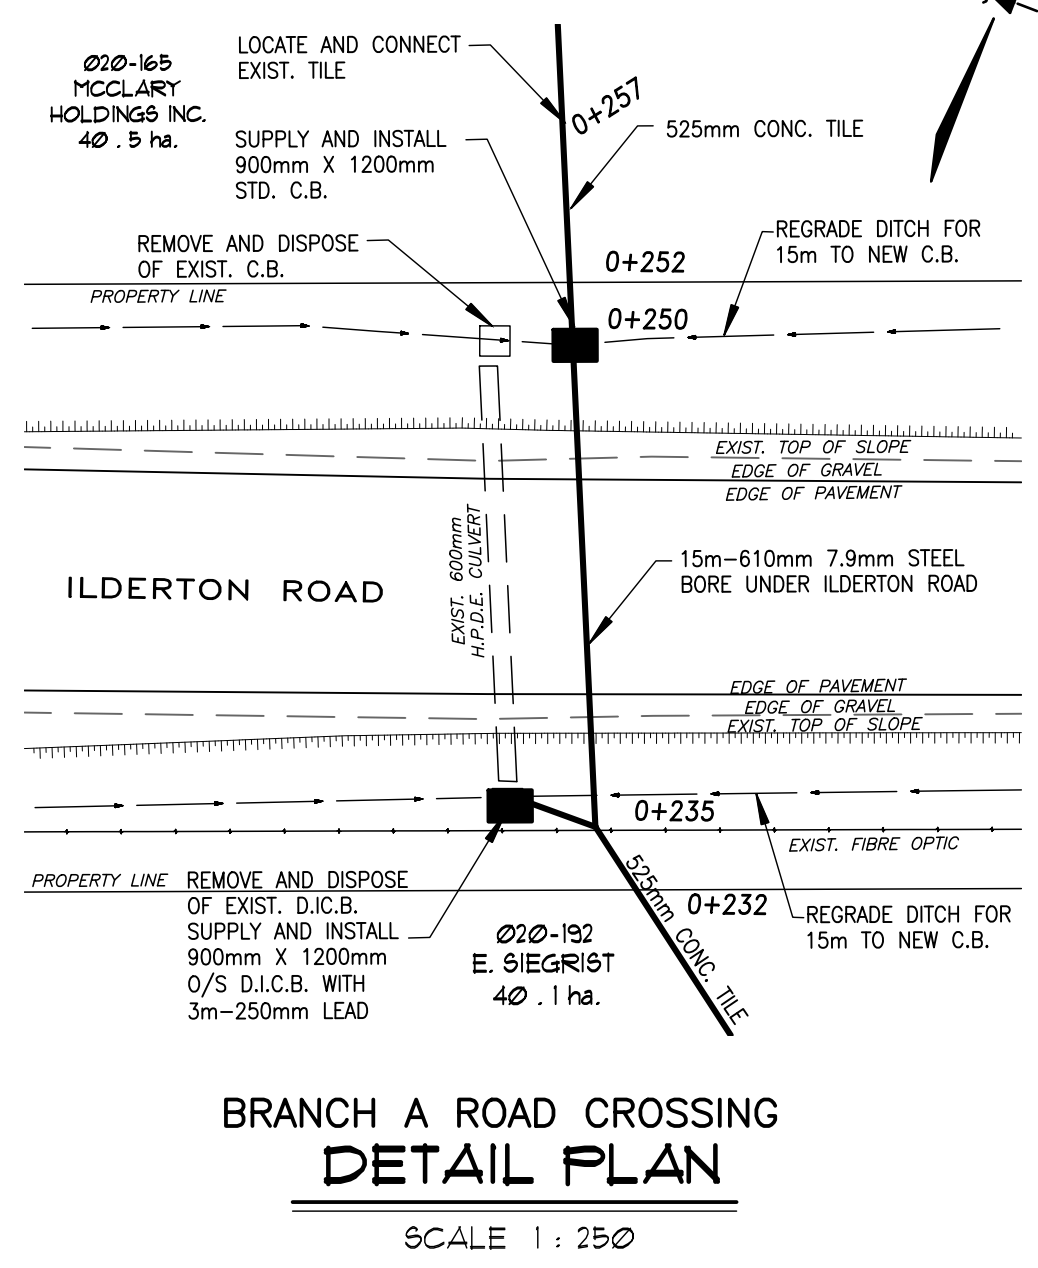 LOCATE AND CONNECT
EXIST. TILE
Ø2Ø-165
MCCLARY
HOLDINGS INC.
4Ø . 5 ha.
0+257
525mm CONC. TILE
SUPPLY AND INSTALL
900mm X 1200mm
STD. C.B.
REMOVE AND DISPOSE
OF EXIST. C.B.
REGRADE DITCH FOR
15m TO NEW C.B.
0+252
PROPERTY LINE
0+250
EXIST. TOP OF SLOPE
EDGE OF GRAVEL
EDGE OF PAVEMENT
EXIST. 600mm
H.P.D.E. CULVERT
15m-610mm 7.9mm STEEL
BORE UNDER ILDERTON ROAD
ILDERTON ROAD
EDGE OF PAVEMENT
EDGE OF GRAVEL
EXIST. TOP OF SLOPE
0+235
EXIST. FIBRE OPTIC
PROPERTY LINE
REMOVE AND DISPOSE
OF EXIST. D.IC.B.
SUPPLY AND INSTALL
900mm X 1200mm
O/S D.I.C.B. WITH
3m-250mm LEAD
525mm CONC. TILE
0+232
REGRADE DITCH FOR
15m TO NEW C.B.
Ø2Ø-192
E. SIEGRIST
4Ø . 1 ha.
BRANCH A ROAD CROSSING
DETAIL PLAN
SCALE 1 : 25Ø